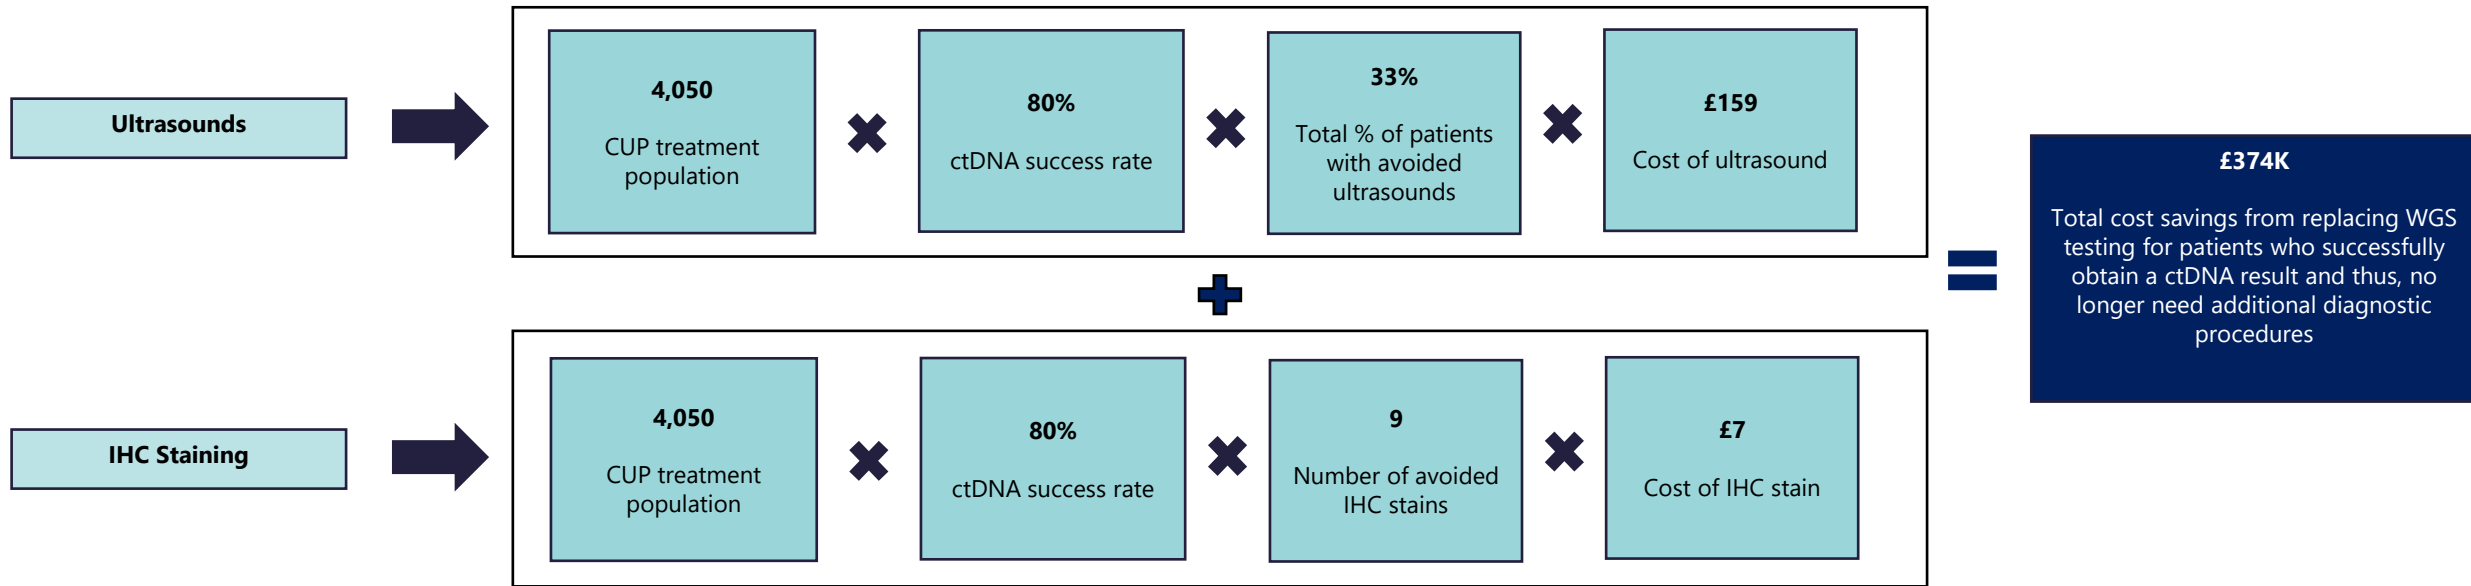 Ultrasounds
4,050
CUP treatment
population
80%
ctDNA success rate
33%
Total % of patients
with avoided
ultrasounds
£159
Cost of ultrasound
IHC Staining
4,050
CUP treatment
population
80%
ctDNA success rate
9
Number of avoided
IHC stains
£7
Cost of IHC stain
£374K
Total cost savings from replacing WGS
testing for patients who successfully
obtain a ctDNA result and thus, no
longer need additional diagnostic
procedures